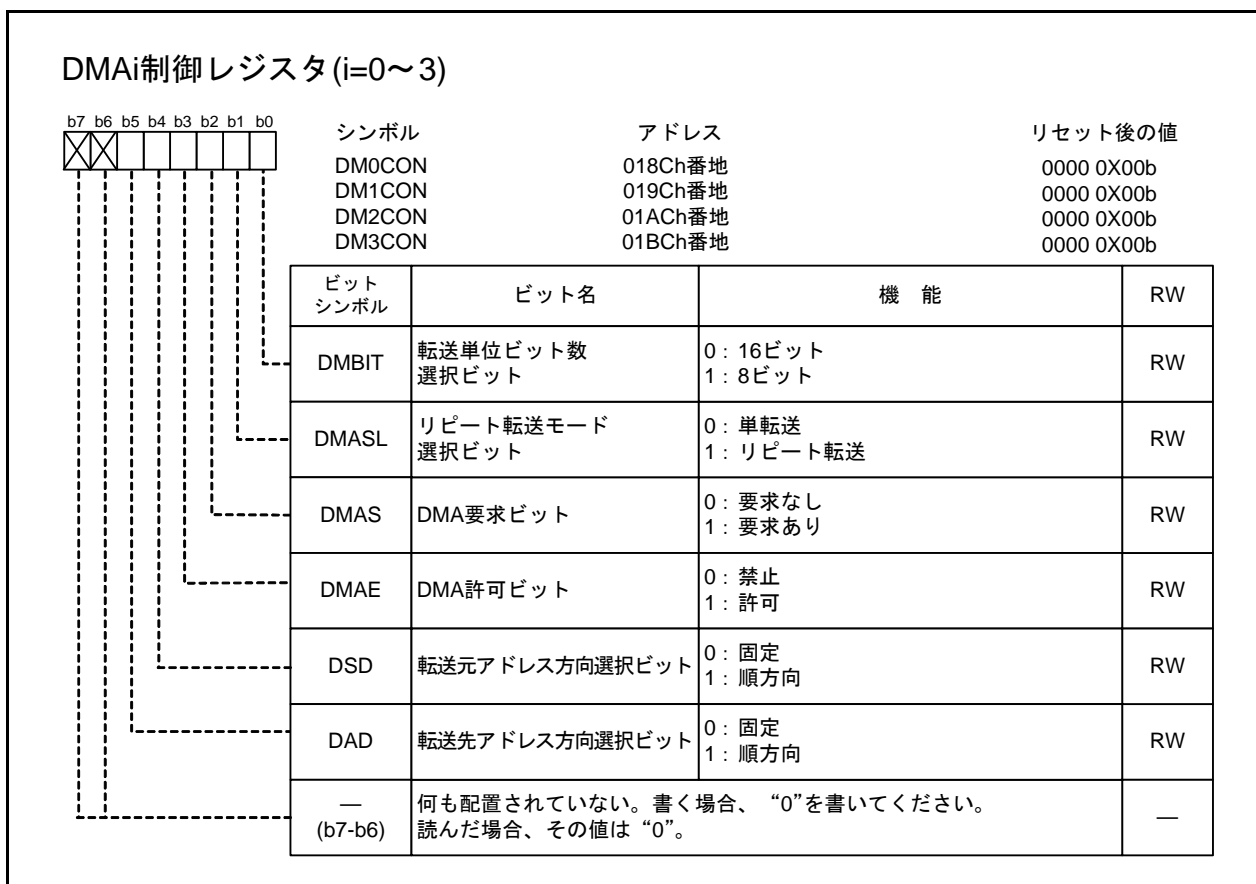 DMAi制御レジスタ(i=0～3)
b7 b6 b5 b4 b3 b2 b1 b0
シンボル アドレス リセット後の値
DM0CON 018Ch番地 0000 0X00b
DM1CON 019Ch番地 0000 0X00b
DM2CON 01ACh番地 0000 0X00b
DM3CON 01BCh番地 0000 0X00b
ビット
シンボル
ビット名
機 能
RW
DMBIT
転送単位ビット数
選択ビット
0：16ビット
1：8ビット
RW
DMASL
リピート転送モード
選択ビット
0：単転送
1：リピート転送
RW
DMAS
DMA要求ビット
0：要求なし
1：要求あり
RW
DMAE
DMA許可ビット
0：禁止
1：許可
RW
DSD
転送元アドレス方向選択ビット
0：固定
1：順方向
RW
DAD
転送先アドレス方向選択ビット
0：固定
1：順方向
RW
—
(b7-b6)
何も配置されていない。書く場合、“0”を書いてください。
読んだ場合、その値は“0”。
—